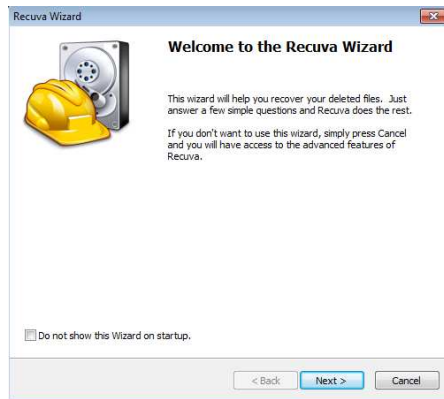 Recuva Wizard
Welcome to the Recuva Wizard
This wizard will help you recover your deleted files. Just
answer a few simple questions and Recuva does the rest.
If you don't want to use this wizard, simply press Cancel
and you will have access to the advanced features of
Recuva.
Do not show this Wizard on startup.
< Back Next > Cancel